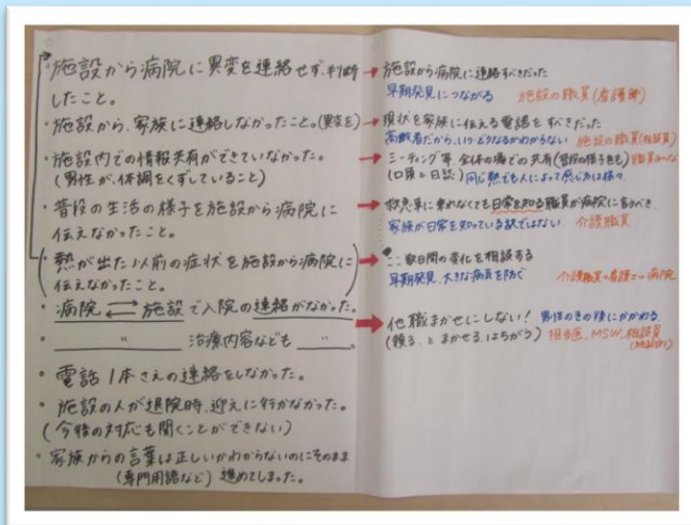 ・施設から病院に異変を連絡せず、判断
したこと。
・施設から、家族に連絡しなかったこと。(異変を)
・施設内での情報共有ができていなかった。
(男性が、体調をくずしていること)
・普段の生活の様子を施設から病院に
伝えなかったこと。
(熱が出た以前の症状を施設から病院に
伝えなかったこと。)
・病院 ⇄ 施設で入院の連絡がなかった。
・ 〃 治療内容なども 〃 。
・電話1本さえの連絡をしなかった。
・施設の人が退院時、迎えに行かなかった。
(今後の対応も聞くことができない)
・家族からの言葉は正しいかわからないのにそのまま
(専門用語など) 進めてしまった。
→ 施設から病院に連絡すべきだった
早期発見につながる 施設の職員(看護師)
→ 現状を家族に伝える電話をすべきだった
高齢者だから、いつどうなるかわからない 施設の職員(相談員)
→ ミーティング等、全体の場での共有(普段の様子色も) 職員みーんな
(口頭と日誌) 同じ熱でも人によって感じ方は様々
→ 救急車に乗れなくても日常を知る職員が病院に言うべき
家族が日常を知っている訳ではない 介護職員
→ ここ数日間の変化を相談する
早期発見、大きな病気を防ぐ 介護職員→看護→病院
→ 他職まかせにしない! 男性のその後にかかわる
(頼る、と まかせる、はちがう) 担当医、MSW、相談員